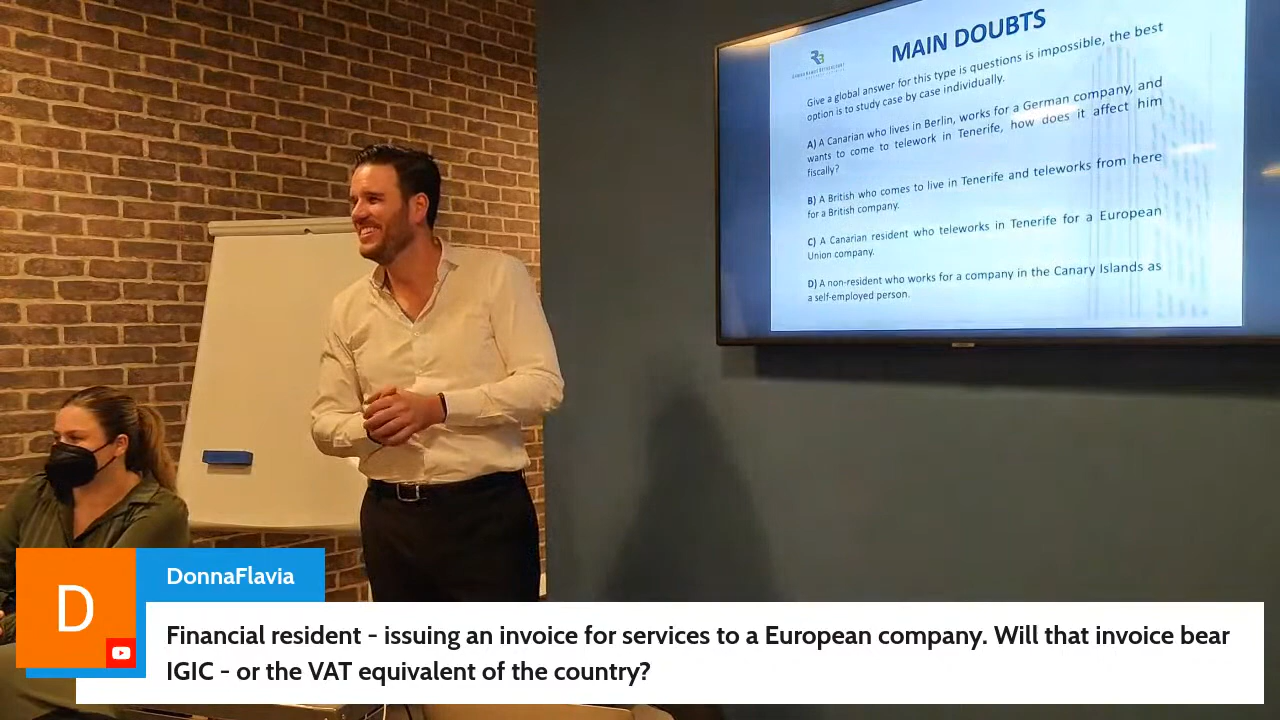 MAIN DOUBTS
Give a global answer for this type is questions is impossible, the best
option is to study case by case individually.
A) A Canarian who lives in Berlin, works for a German company, and
wants to come to telework in Tenerife, how does it affect him
fiscally?
B) A British who comes to live in Tenerife and teleworks from here
for a British company.
C) A Canarian resident who teleworks in Tenerife for a European
Union company.
D) A non-resident who works for a company in the Canary Islands as
a self-employed person.
D
DonnaFlavia
Financial resident - issuing an invoice for services to a European company. Will that invoice bear
IGIC - or the VAT equivalent of the country?